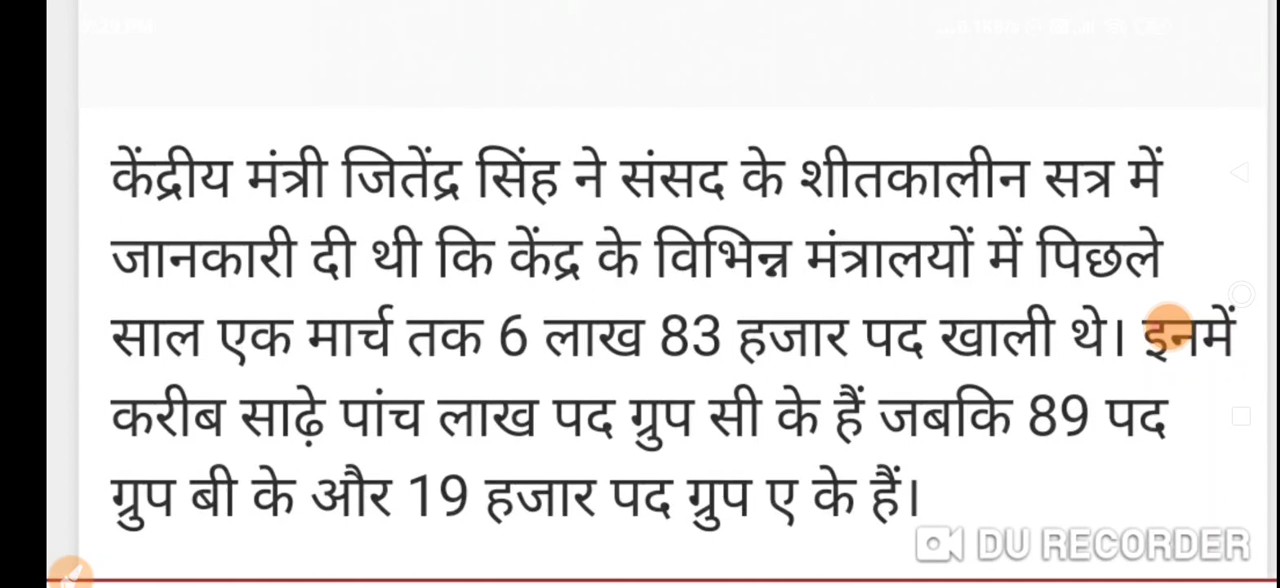 केंद्रीय मंत्री जितेंद्र सिंह ने संसद के शीतकालीन सत्र में
जानकारी दी थी कि केंद्र के विभिन्न मंत्रालयों में पिछले
साल एक मार्च तक 6 लाख 83 हजार पद खाली थे। इनमें
करीब साढ़े पांच लाख पद ग्रुप सी के हैं जबकि 89 पद
ग्रुप बी के और 19 हजार पद ग्रुप ए के हैं।
DU RECORDER